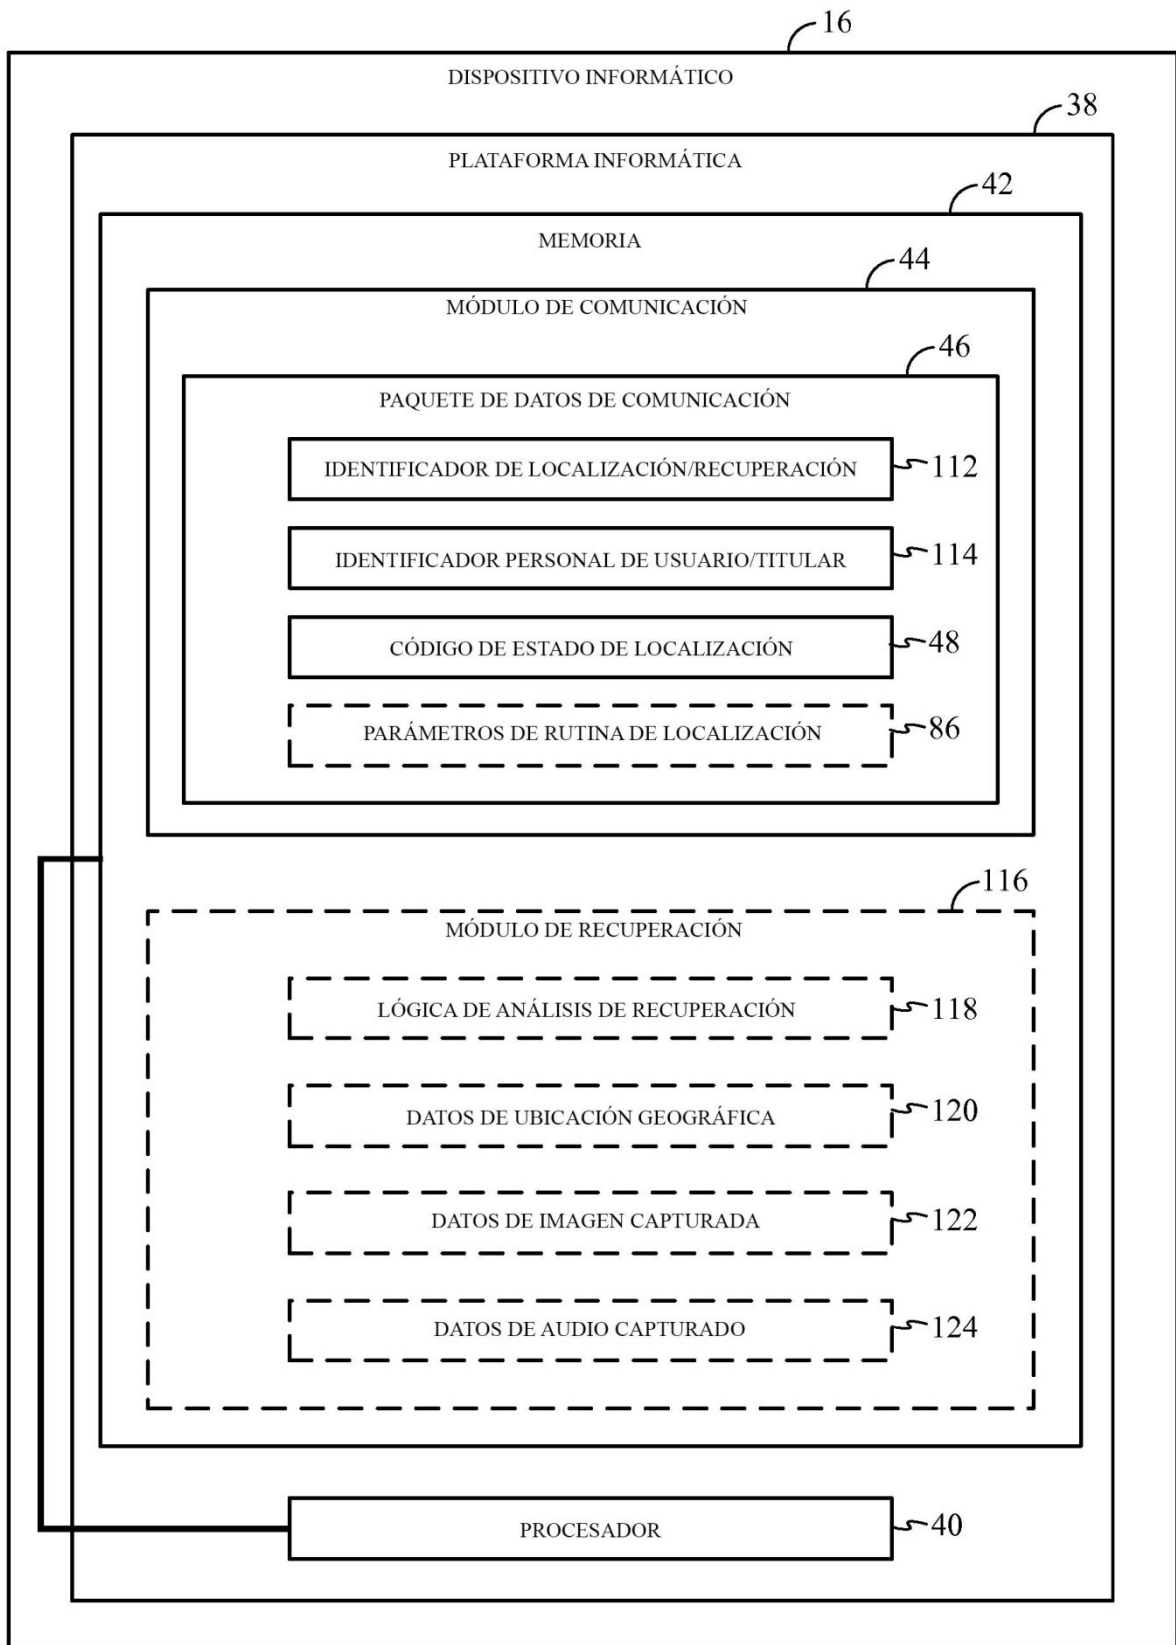 16
DISPOSITIVO INFORMÁTICO
38
PLATAFORMA INFORMÁTICA
42
MEMORIA
44
MÓDULO DE COMUNICACIÓN
46
PAQUETE DE DATOS DE COMUNICACIÓN
IDENTIFICADOR DE LOCALIZACIÓN/RECUPERACIÓN 112
IDENTIFICADOR PERSONAL DE USUARIO/TITULAR 114
CÓDIGO DE ESTADO DE LOCALIZACIÓN 48
PARÁMETROS DE RUTINA DE LOCALIZACIÓN 86
116
MÓDULO DE RECUPERACIÓN
LÓGICA DE ANÁLISIS DE RECUPERACIÓN 118
DATOS DE UBICACIÓN GEOGRÁFICA 120
DATOS DE IMAGEN CAPTURADA 122
DATOS DE AUDIO CAPTURADO 124
PROCESADOR 40